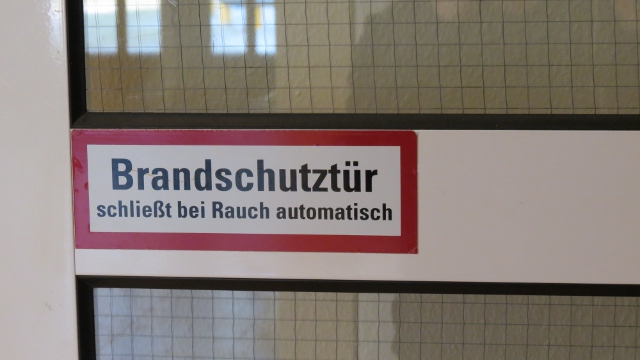 Brandschutztür
schließt bei Rauch automatisch